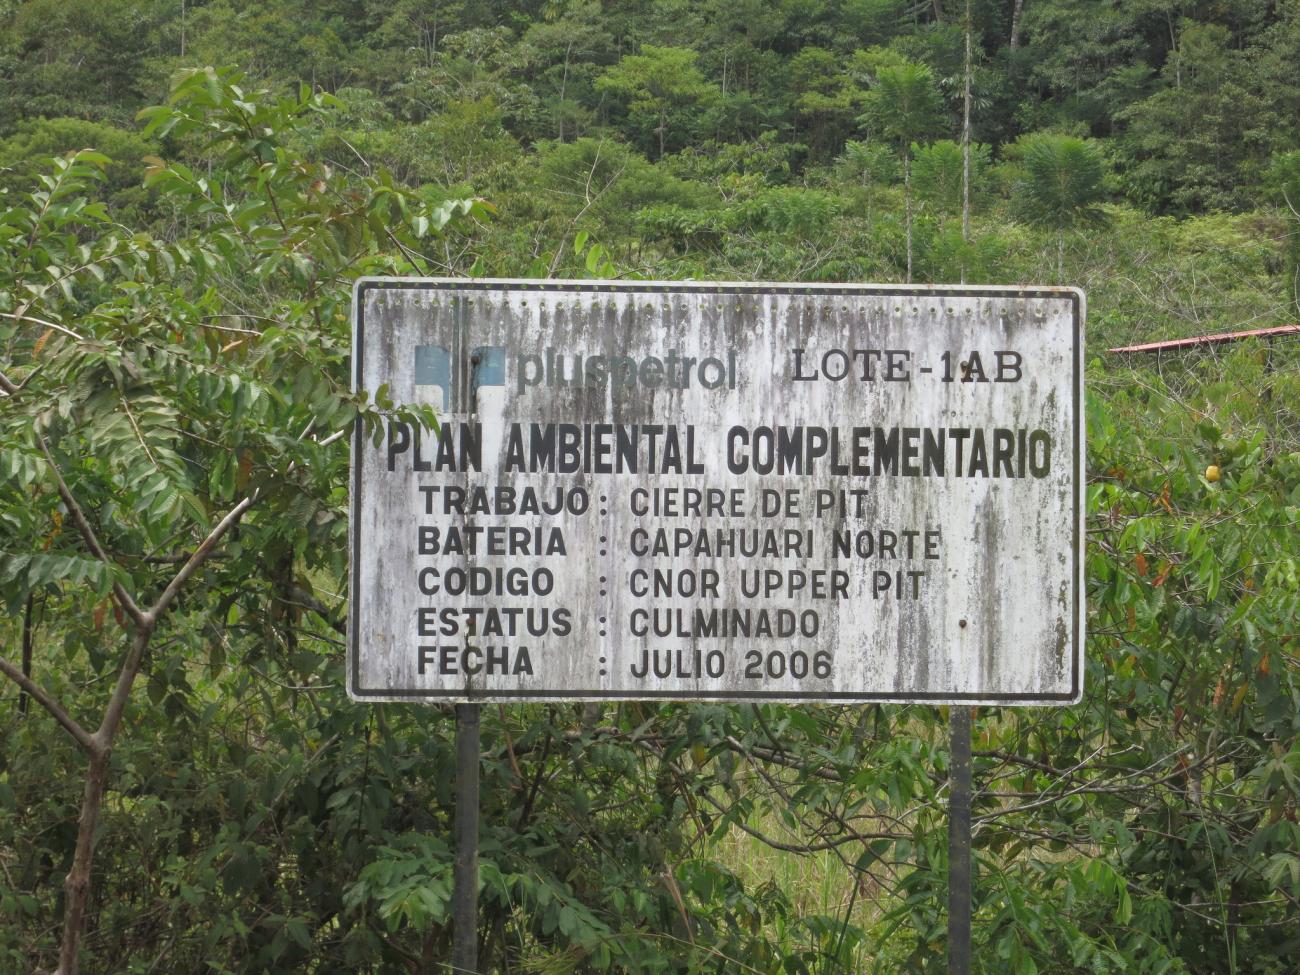 pluspetrol LOTE-1AB
PLAN AMBIENTAL COMPLEMENTARIO
TRABAJO : CIERRE DE PIT
BATERIA : CAPAHUARI NORTE
CODIGO : CNOR UPPER PIT
ESTATUS : CULMINADO
FECHA : JULIO 2006